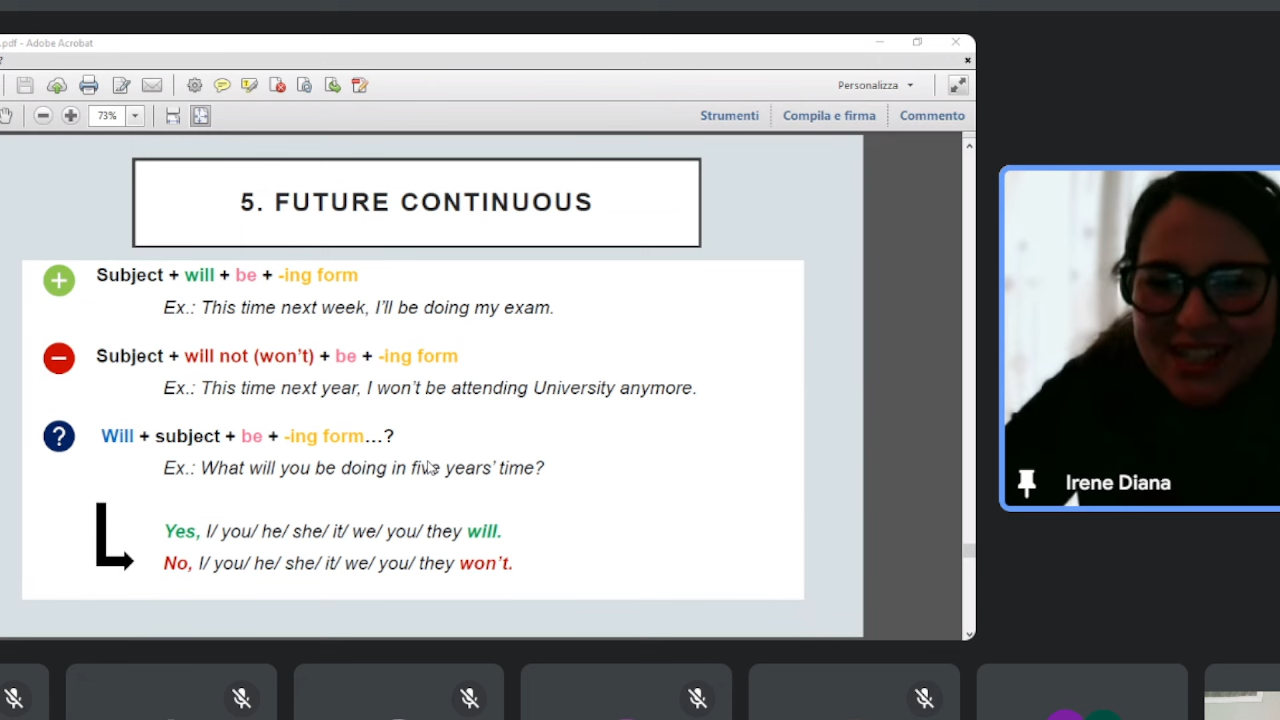 .pdf - Adobe Acrobat
?
73%
Personalizza
Strumenti
Compila e firma
Commento
5. FUTURE CONTINUOUS
Subject + will + be + -ing form
Ex.: This time next week, I’ll be doing my exam.
Subject + will not (won’t) + be + -ing form
Ex.: This time next year, I won’t be attending University anymore.
Will + subject + be + -ing form…?
Ex.: What will you be doing in five years’ time?
Yes, I/ you/ he/ she/ it/ we/ you/ they will.
No, I/ you/ he/ she/ it/ we/ you/ they won’t.
Irene Diana